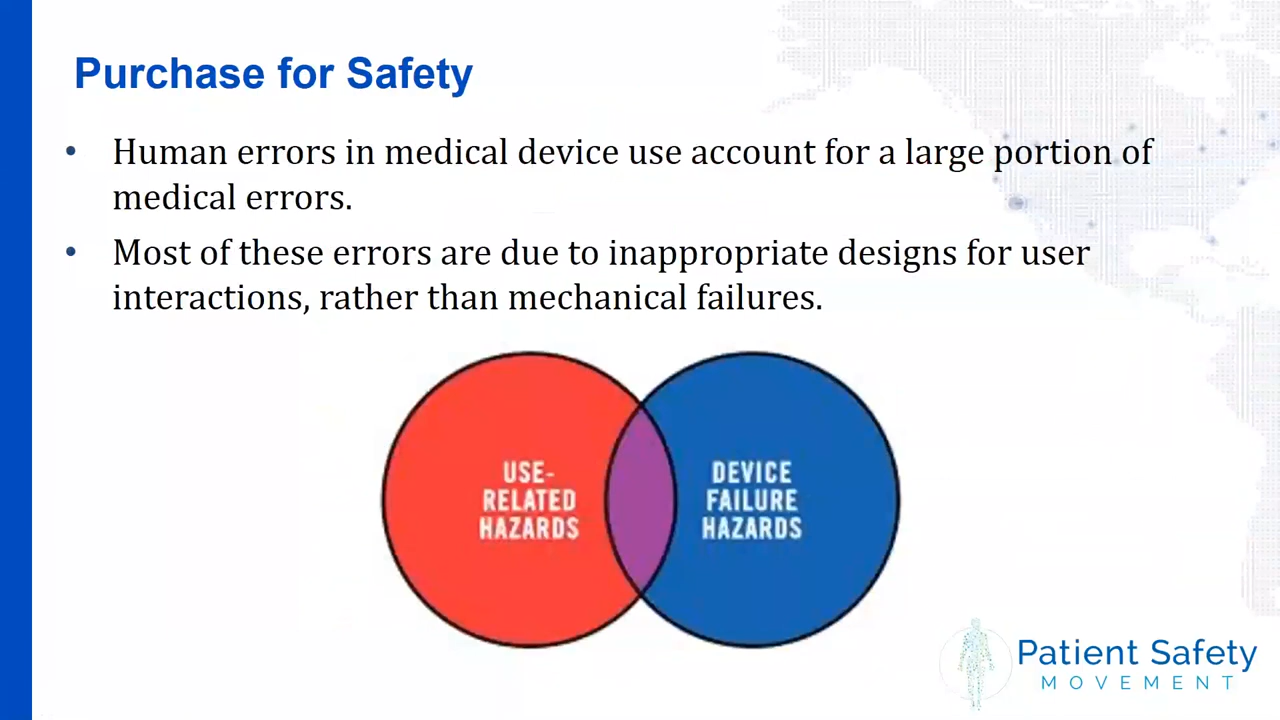 Purchase for Safety
• Human errors in medical device use account for a large portion of
medical errors.
• Most of these errors are due to inappropriate designs for user
interactions, rather than mechanical failures.
USE-
RELATED
HAZARDS
DEVICE
FAILURE
HAZARDS
Patient Safety
MOVEMENT